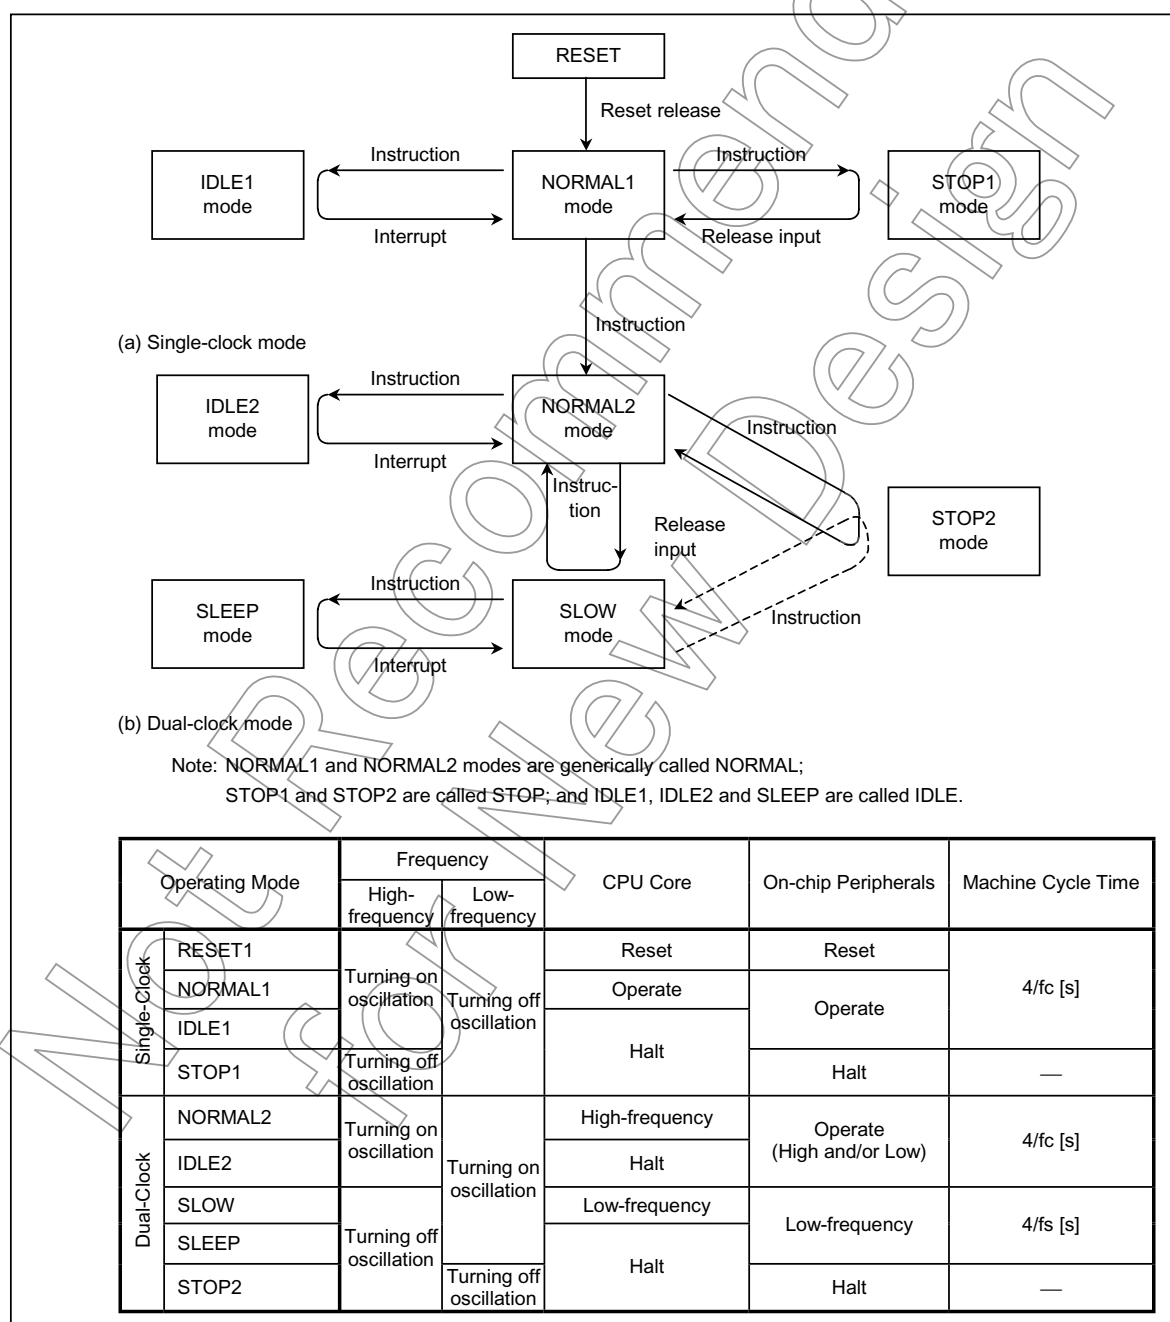 RESET
Reset release
IDLE1
mode
Instruction
Interrupt
NORMAL1
mode
Instruction
Release input
STOP1
mode
Instruction
(a) Single-clock mode
IDLE2
mode
Instruction
Interrupt
NORMAL2
mode
Instruction
Instruc-
tion
Release
input
STOP2
mode
SLEEP
mode
Instruction
Interrupt
SLOW
mode
Instruction
(b) Dual-clock mode
Note: NORMAL1 and NORMAL2 modes are generically called NORMAL;
STOP1 and STOP2 are called STOP; and IDLE1, IDLE2 and SLEEP are called IDLE.
Operating Mode
Frequency
High-
frequency
Low-
frequency
CPU Core
On-chip Peripherals
Machine Cycle Time
Single-Clock
RESET1
Turning on
oscillation
Turning off
oscillation
Reset
Reset
4/fc [s]
NORMAL1
Operate
Operate
IDLE1
Halt
STOP1
Turning off
oscillation
Halt
—
Dual-Clock
NORMAL2
Turning on
oscillation
Turning on
oscillation
High-frequency
Operate
(High and/or Low)
4/fc [s]
IDLE2
Halt
SLOW
Turning off
oscillation
Low-frequency
Low-frequency
4/fs [s]
SLEEP
Halt
STOP2
Turning off
oscillation
Halt
—
Not Recommend
for New Design